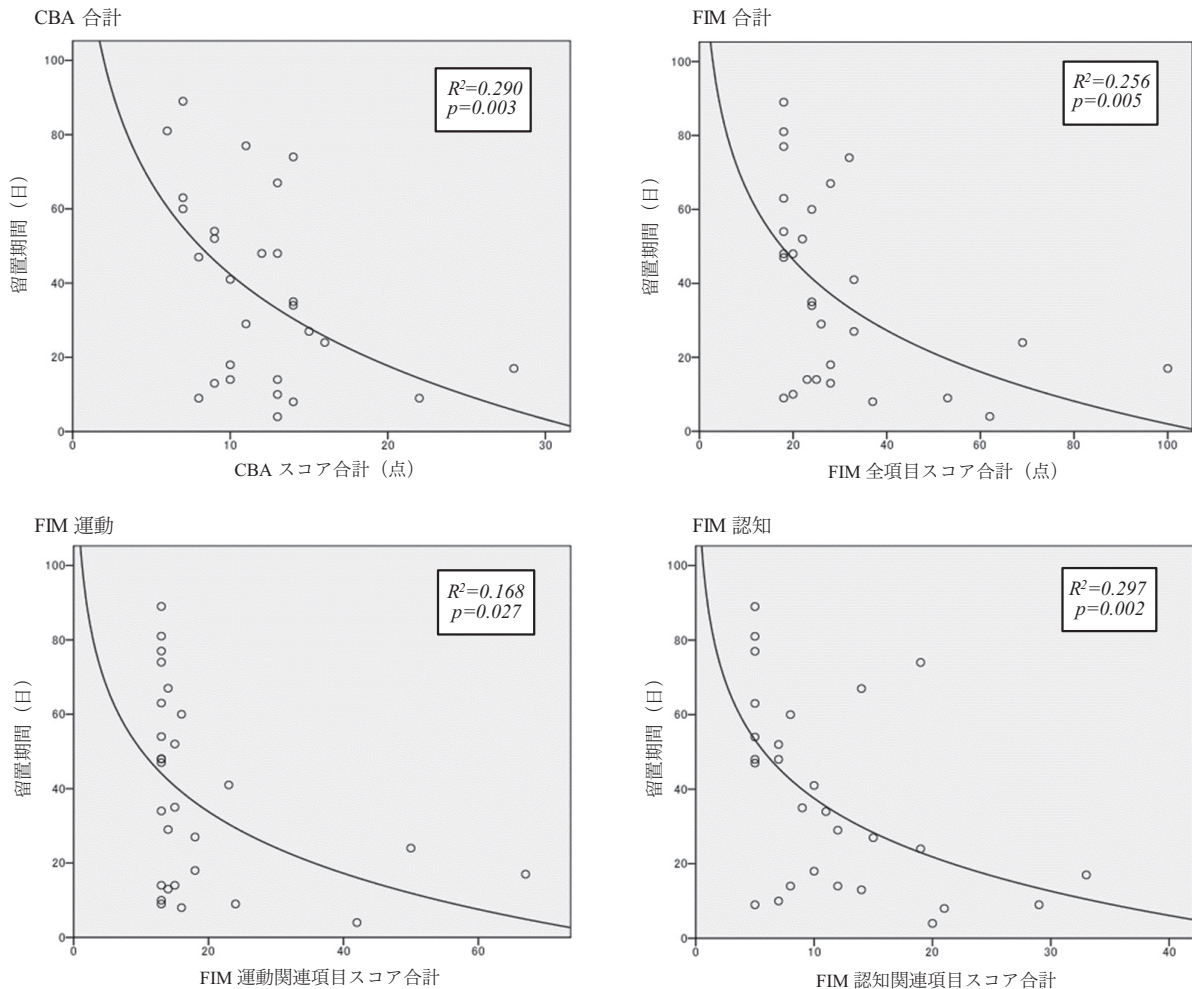 CBA 合計
R²=0.290
p=0.003
100
80
60
40
20
0
0
10
20
30
留置期間（日）
CBA スコア合計（点）
FIM 合計
R²=0.256
p=0.005
100
80
60
40
20
0
0
20
40
60
80
100
留置期間（日）
FIM 全項目スコア合計（点）
FIM 運動
R²=0.168
p=0.027
100
80
60
40
20
0
0
20
40
60
留置期間（日）
FIM 運動関連項目スコア合計
FIM 認知
R²=0.297
p=0.002
100
80
60
40
20
0
0
10
20
30
40
留置期間（日）
FIM 認知関連項目スコア合計